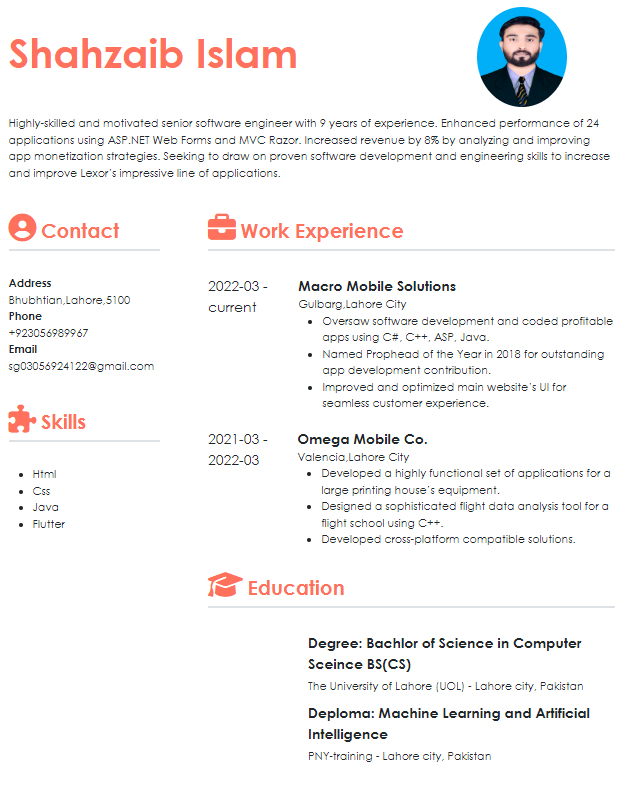 Shahzaib Islam
Highly-skilled and motivated senior software engineer with 9 years of experience. Enhanced performance of 24
applications using ASP.NET Web Forms and MVC Razor. Increased revenue by 8% by analyzing and improving
app monetization strategies. Seeking to draw on proven software development and engineering skills to increase
and improve Lexor's impressive line of applications.
Contact
Address
Bhubhtian,Lahore,5100
Phone
+923056989967
Email
sg03056924122@gmail.com
Skills
Html
Css
Java
Flutter
Work Experience
2022-03 -
current
Macro Mobile Solutions
Gulbarg,Lahore City
Oversaw software development and coded profitable
apps using C#, C++, ASP, Java.
Named Prophead of the Year in 2018 for outstanding
app development contribution.
Improved and optimized main website's UI for
seamless customer experience.
2021-03 -
2022-03
Omega Mobile Co.
Valencia,Lahore City
Developed a highly functional set of applications for a
large printing house's equipment.
Designed a sophisticated flight data analysis tool for a
flight school using C++.
Developed cross-platform compatible solutions.
Education
Degree: Bachlor of Science in Computer
Sceince BS(CS)
The University of Lahore (UOL) - Lahore city, Pakistan
Deploma: Machine Learning and Artificial
Intelligence
PNY-training - Lahore city, Pakistan